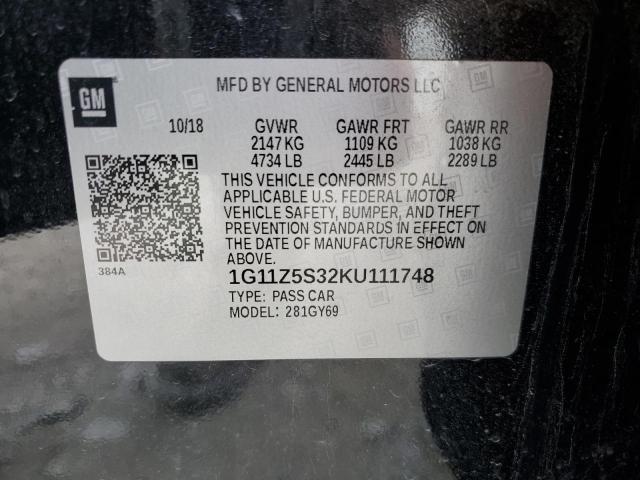 GM
MFD BY GENERAL MOTORS LLC
10/18 GVWR GAWR FRT GAWR RR
2147 KG 1109 KG 1038 KG
4734 LB 2445 LB 2289 LB
THIS VEHICLE CONFORMS TO ALL
APPLICABLE U.S. FEDERAL MOTOR
VEHICLE SAFETY, BUMPER, AND THEFT
PREVENTION STANDARDS IN EFFECT ON
THE DATE OF MANUFACTURE SHOWN
ABOVE.
384A
1G11Z5S32KU111748
TYPE: PASS CAR
MODEL: 281GY69